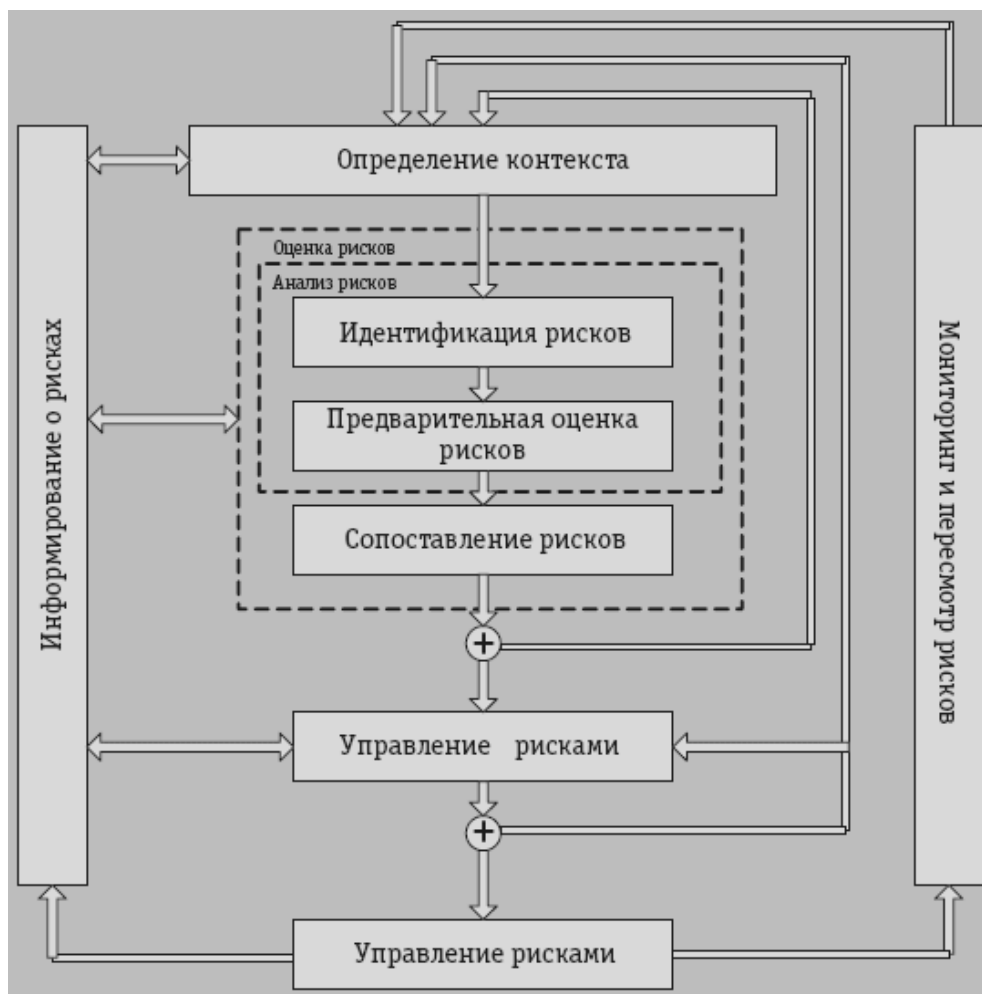 Определение контекста
Оценка рисков
Анализ рисков
Идентификация рисков
Предварительная оценка
рисков
Сопоставление рисков
Управление рисками
Управление рисками
Информирование о рисках
Мониторинг и пересмотр рисков